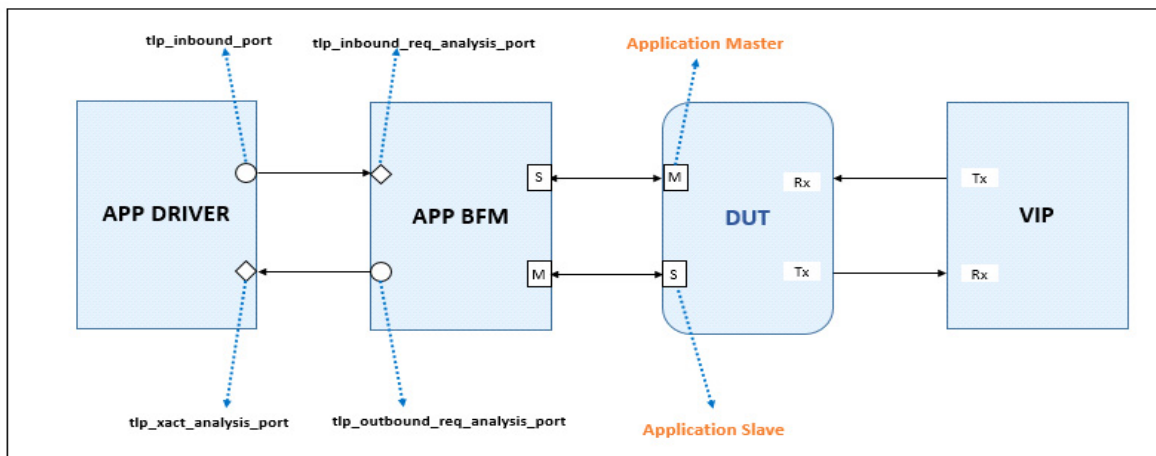 tlp_inbound_port
tlp_inbound_req_analysis_port
Application Master
S
M
Rx
Tx
APP DRIVER
APP BFM
DUT
VIP
M
S
Tx
Rx
tlp_xact_analysis_port
tlp_outbound_req_analysis_port
Application Slave